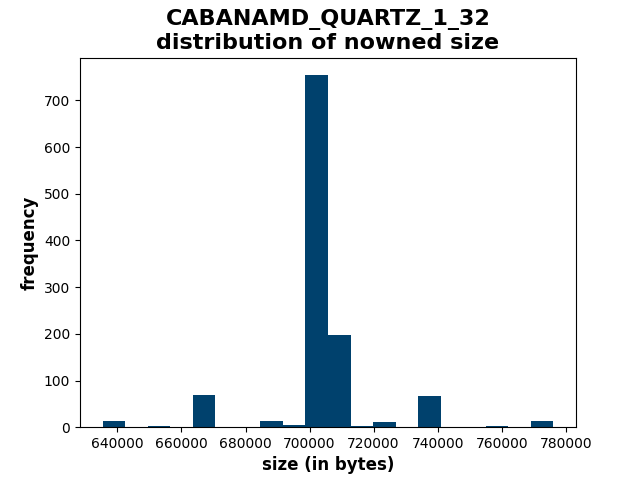 CABANAMD_QUARTZ_1_32
distribution of nowned size
700
600
500
400
300
200
100
0
frequency
640000 660000 680000 700000 720000 740000 760000 780000
size (in bytes)